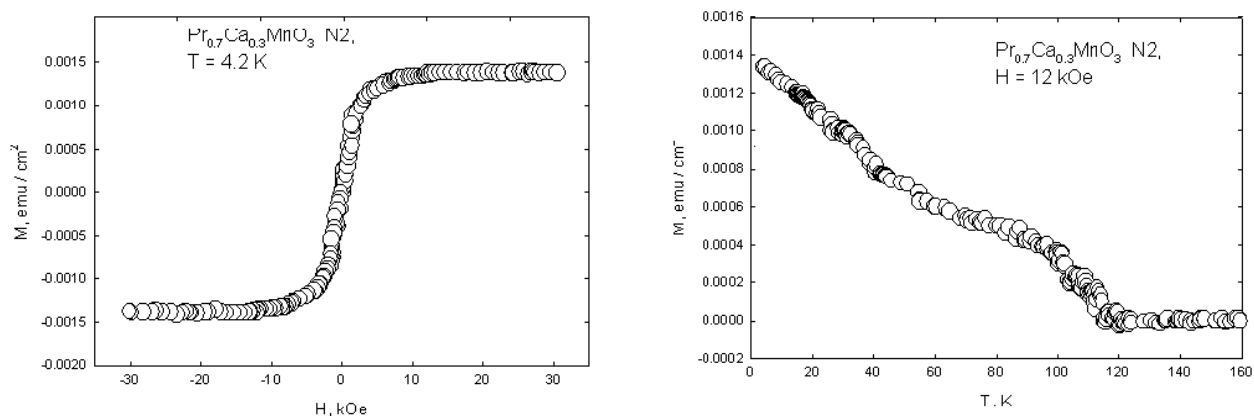 Pr0.7Ca0.3MnO3 N2,
T = 4.2 K
0.0015
0.0010
0.0005
0.0000
-0.0005
-0.0010
-0.0015
-0.0020
M, emu / cm2
-30 -20 -10 0 10 20 30
H, kOe
Pr0.7Ca0.3MnO3 N2,
H = 12 kOe
0.0016
0.0014
0.0012
0.0010
0.0008
0.0006
0.0004
0.0002
0.0000
-0.0002
M, emu / cm
0 20 40 60 80 100 120 140 160
T, K